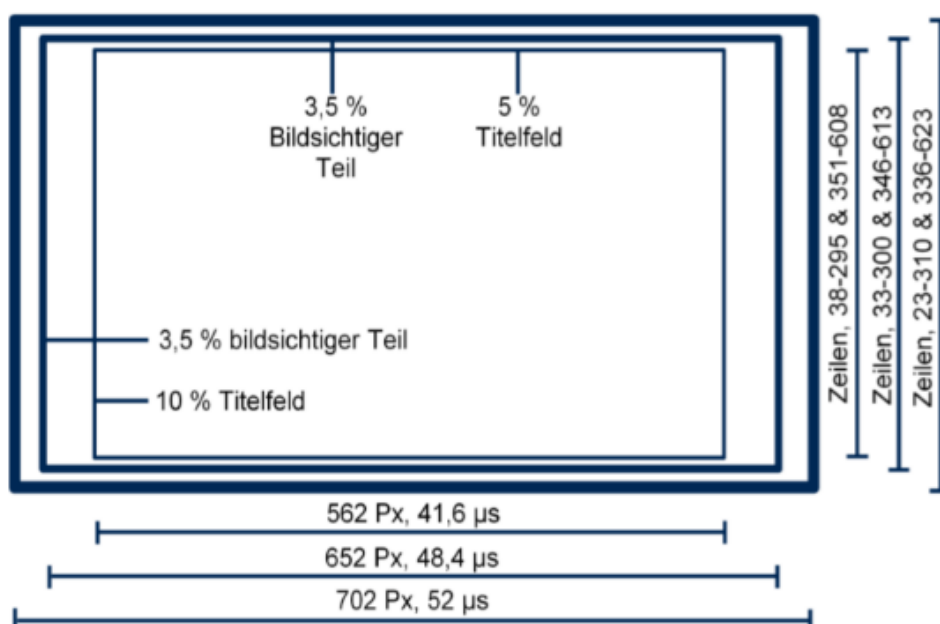 3,5 %
Bildsichtiger
Teil
5 %
Titelfeld
3,5 % bildsichtiger Teil
10 % Titelfeld
Zeilen, 38-295 & 351-608
Zeilen, 33-300 & 346-613
Zeilen, 23-310 & 336-623
562 Px, 41,6 µs
652 Px, 48,4 µs
702 Px, 52 µs